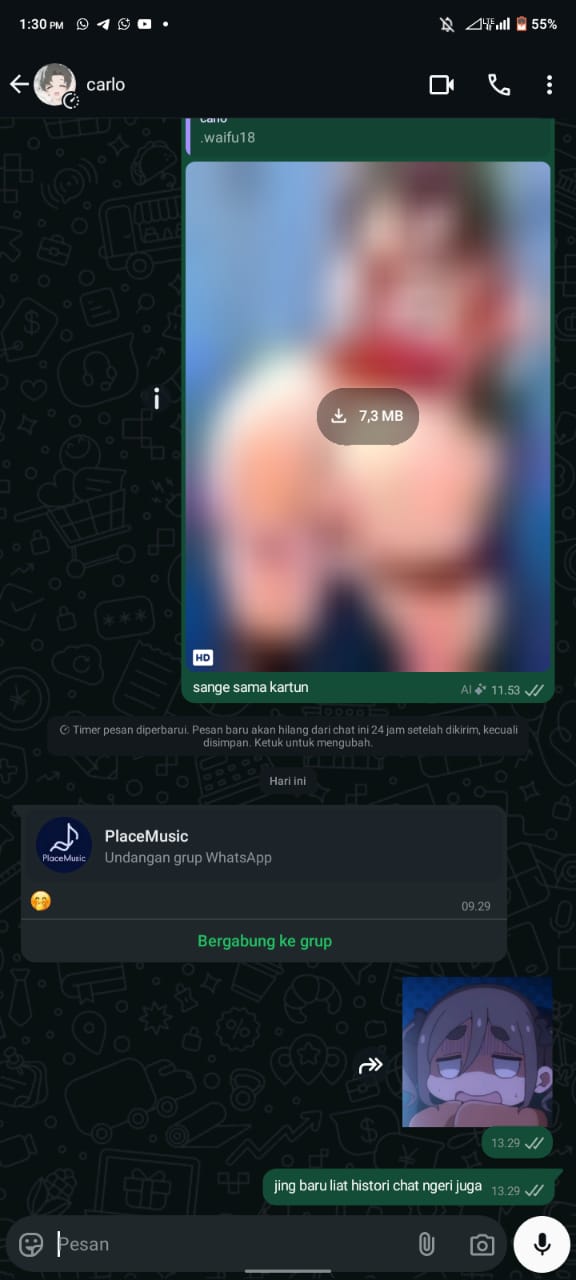 1:30 PM
LTE
55%
carlo
carlo
.waifu18
7,3 MB
HD
sange sama kartun
AI 11.53
Timer pesan diperbarui. Pesan baru akan hilang dari chat ini 24 jam setelah dikirim, kecuali
disimpan. Ketuk untuk mengubah.
Hari ini
PlaceMusic
PlaceMusic
Undangan grup WhatsApp
09.29
Bergabung ke grup
13.29
jing baru liat histori chat ngeri juga 13.29
Pesan